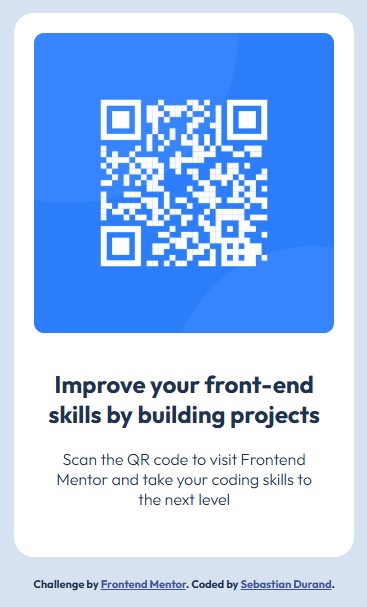 Improve your front-end
skills by building projects
Scan the QR code to visit Frontend
Mentor and take your coding skills to
the next level
Challenge by Frontend Mentor. Coded by Sebastian Durand.